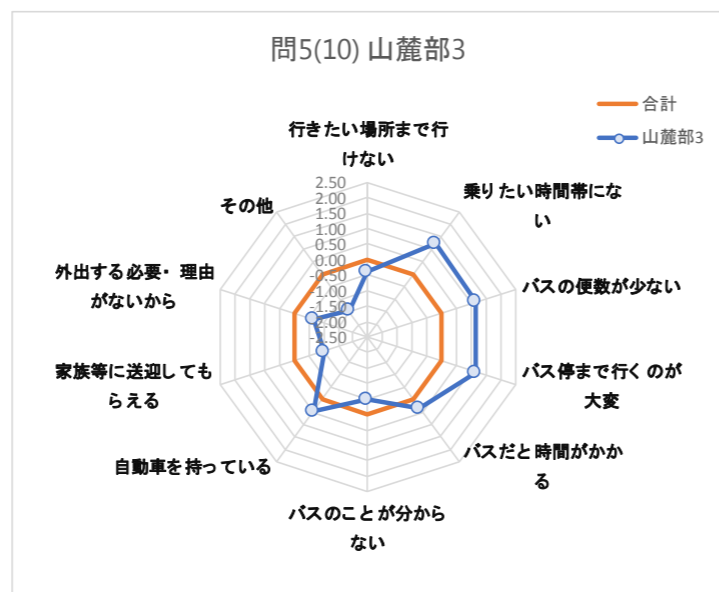 問5(10) 山麓部3
合計
山麓部3
行きたい場所まで行
けない
乗りたい時間帯にな
い
バスの便数が少ない
バス停まで行くのが
大変
バスだと時間がかか
る
バスのことが分から
ない
自動車を持っている
家族等に送迎しても
らえる
外出する必要・理由
がないから
その他
2.50
2.00
1.50
1.00
0.50
0.00
-0.50
-1.00
-1.50
-2.00
-2.50